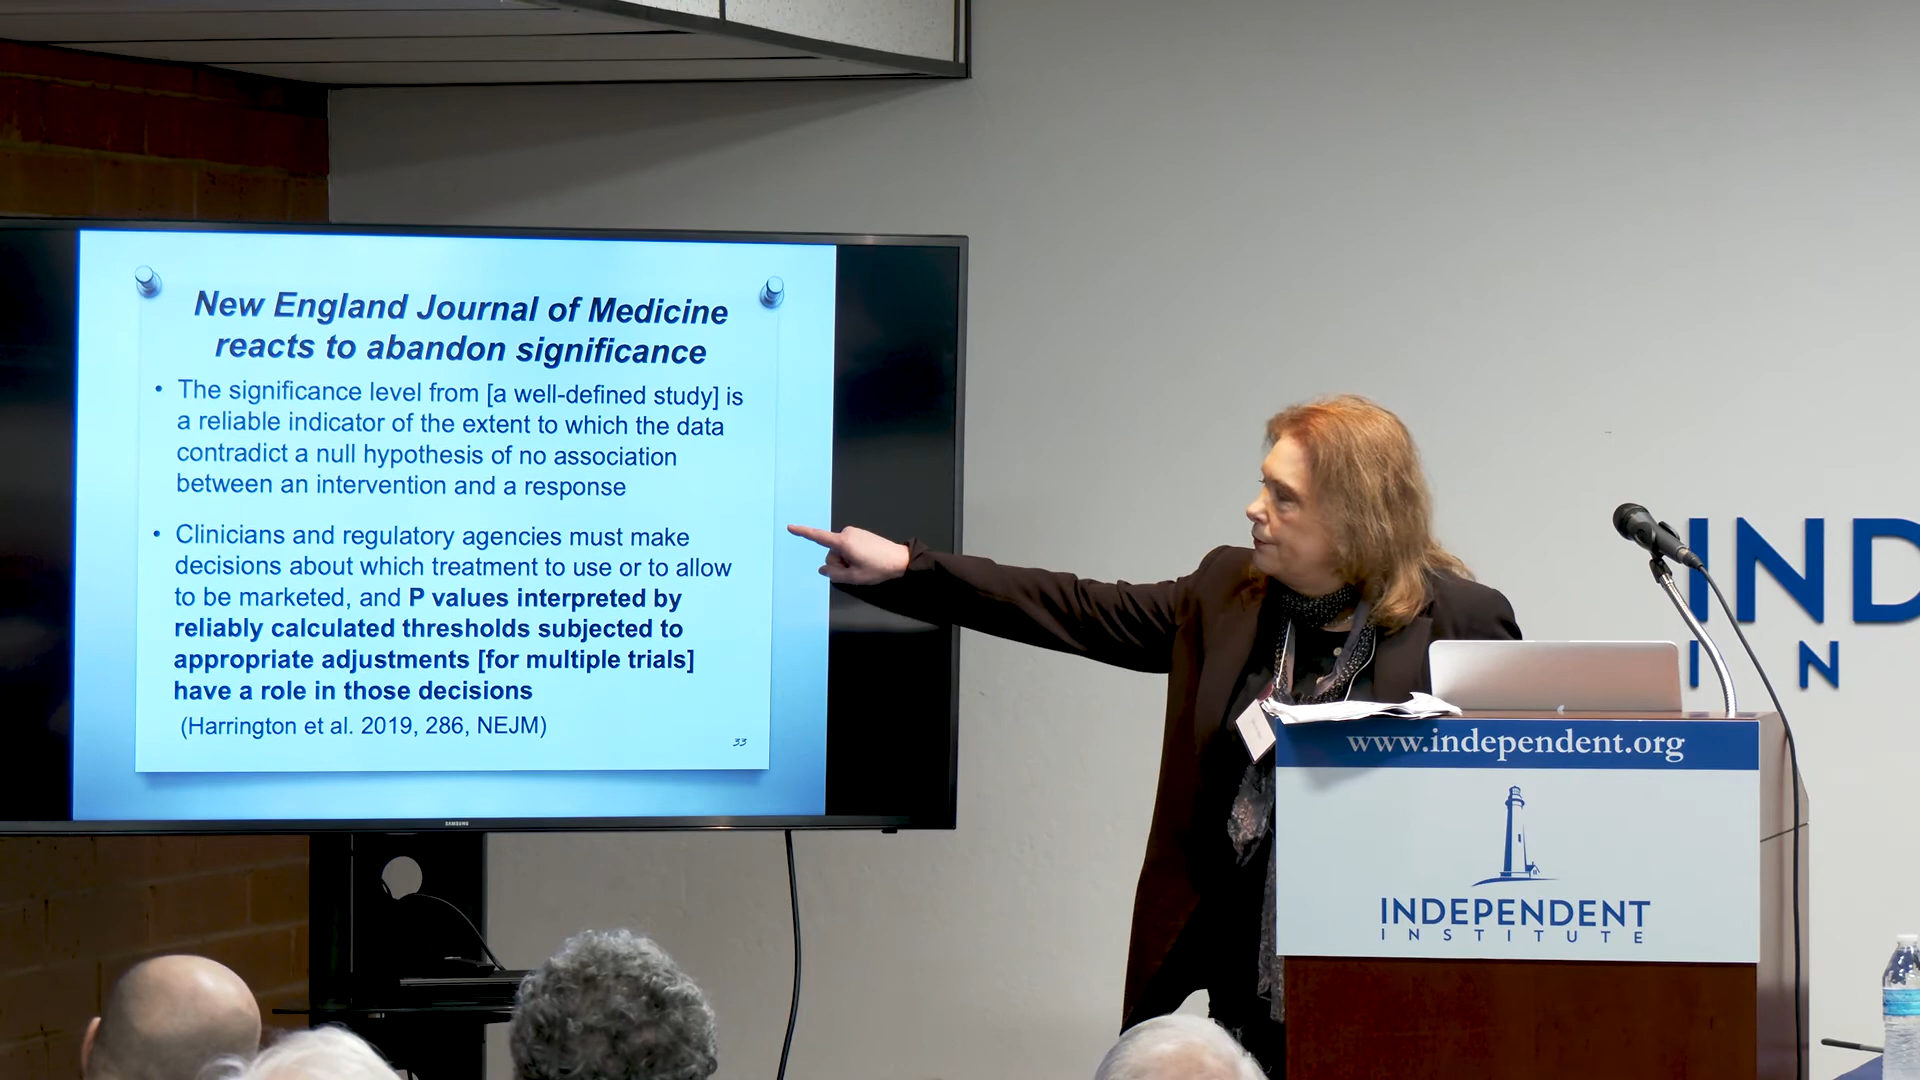 New England Journal of Medicine
reacts to abandon significance
• The significance level from [a well-defined study] is
a reliable indicator of the extent to which the data
contradict a null hypothesis of no association
between an intervention and a response
• Clinicians and regulatory agencies must make
decisions about which treatment to use or to allow
to be marketed, and P values interpreted by
reliably calculated thresholds subjected to
appropriate adjustments [for multiple trials]
have a role in those decisions
(Harrington et al. 2019, 286, NEJM)
33
SAMSUNG
IND
I N
www.independent.org
INDEPENDENT
INSTITUTE